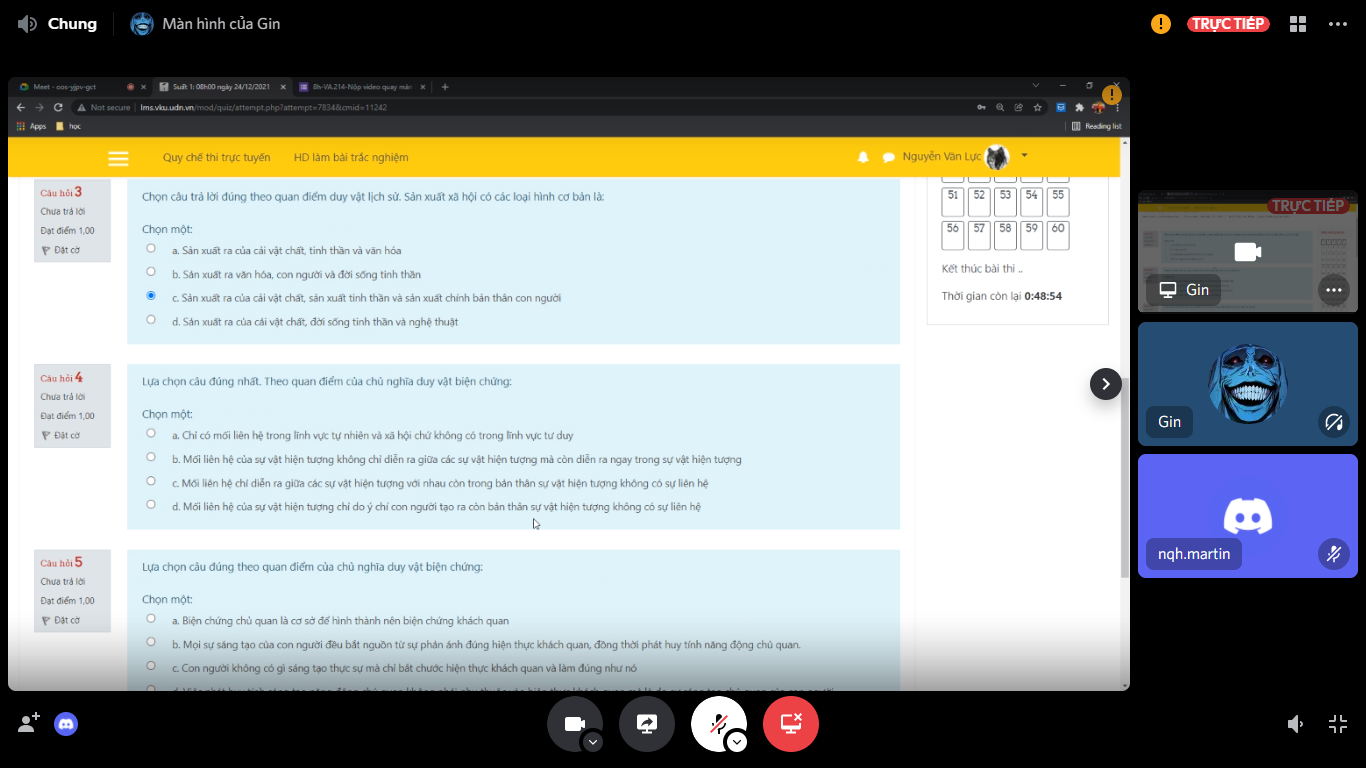 Chung
Màn hình của Gin
TRỰC TIẾP
Meet - oos-yjpv-gct
Suất 1: 08h00 ngày 24/12/2021
8h-VA.214-Nộp video quay màn
Not secure
lms.vku.udn.vn/mod/quiz/attempt.php?attempt=7834&cmid=11242
Apps
học
Reading list
Quy chế thi trực tuyến
HD làm bài trắc nghiệm
Nguyễn Văn Lực
Câu hỏi 3
Chưa trả lời
Đạt điểm 1,00
Đặt cờ
Chọn câu trả lời đúng theo quan điểm duy vật lịch sử. Sản xuất xã hội có các loại hình cơ bản là:
Chọn một:
a. Sản xuất ra của cải vật chất, tinh thần và văn hóa
b. Sản xuất ra văn hóa, con người và đời sống tinh thần
c. Sản xuất ra của cải vật chất, sản xuất tinh thần và sản xuất chính bản thân con người
d. Sản xuất ra của cải vật chất, đời sống tinh thần và nghệ thuật
51 52 53 54 55
56 57 58 59 60
Kết thúc bài thi ..
Thời gian còn lại 0:48:54
Câu hỏi 4
Chưa trả lời
Đạt điểm 1,00
Đặt cờ
Lựa chọn câu đúng nhất. Theo quan điểm của chủ nghĩa duy vật biện chứng:
Chọn một:
a. Chỉ có mối liên hệ trong lĩnh vực tự nhiên và xã hội chứ không có trong lĩnh vực tư duy
b. Mối liên hệ của sự vật hiện tượng không chỉ diễn ra giữa các sự vật hiện tượng mà còn diễn ra ngay trong sự vật hiện tượng
c. Mối liên hệ chỉ diễn ra giữa các sự vật hiện tượng với nhau còn trong bản thân sự vật hiện tượng không có sự liên hệ
d. Mối liên hệ của sự vật hiện tượng chỉ do ý chí con người tạo ra còn bản thân sự vật hiện tượng không có sự liên hệ
Câu hỏi 5
Chưa trả lời
Đạt điểm 1,00
Đặt cờ
Lựa chọn câu đúng theo quan điểm của chủ nghĩa duy vật biện chứng:
Chọn một:
a. Biện chứng chủ quan là cơ sở để hình thành nên biện chứng khách quan
b. Mọi sự sáng tạo của con người đều bắt nguồn từ sự phản ánh đúng hiện thực khách quan, đồng thời phát huy tính năng động chủ quan.
c. Con người không có gì sáng tạo thực sự mà chỉ bắt chước hiện thực khách quan và làm đúng như nó
TRỰC TIẾP
Gin
Gin
nqh.martin